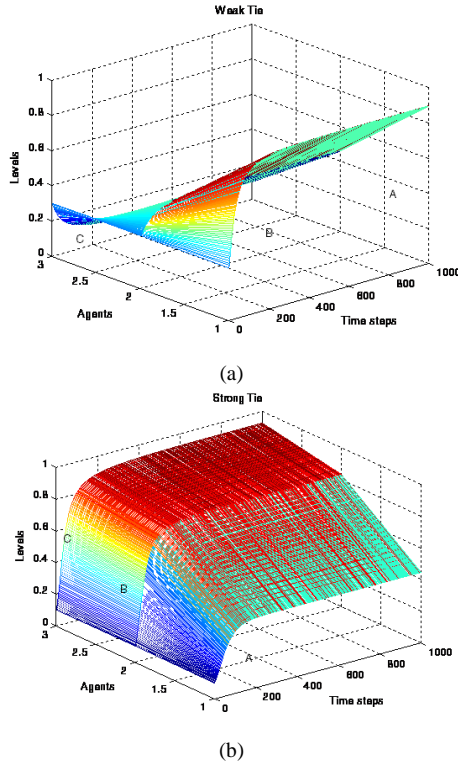 Weak Tie
1
0.8
0.6
0.4
0.2
0
Levels
A
B
C
3
2.5
2
1.5
1
Agents
0
200
400
600
800
1000
Time steps
(a)
Strong Tie
1
0.8
0.6
0.4
0.2
0
Levels
C
B
A
3
2.5
2
1.5
1
Agents
0
200
400
600
800
1000
Time steps
(b)